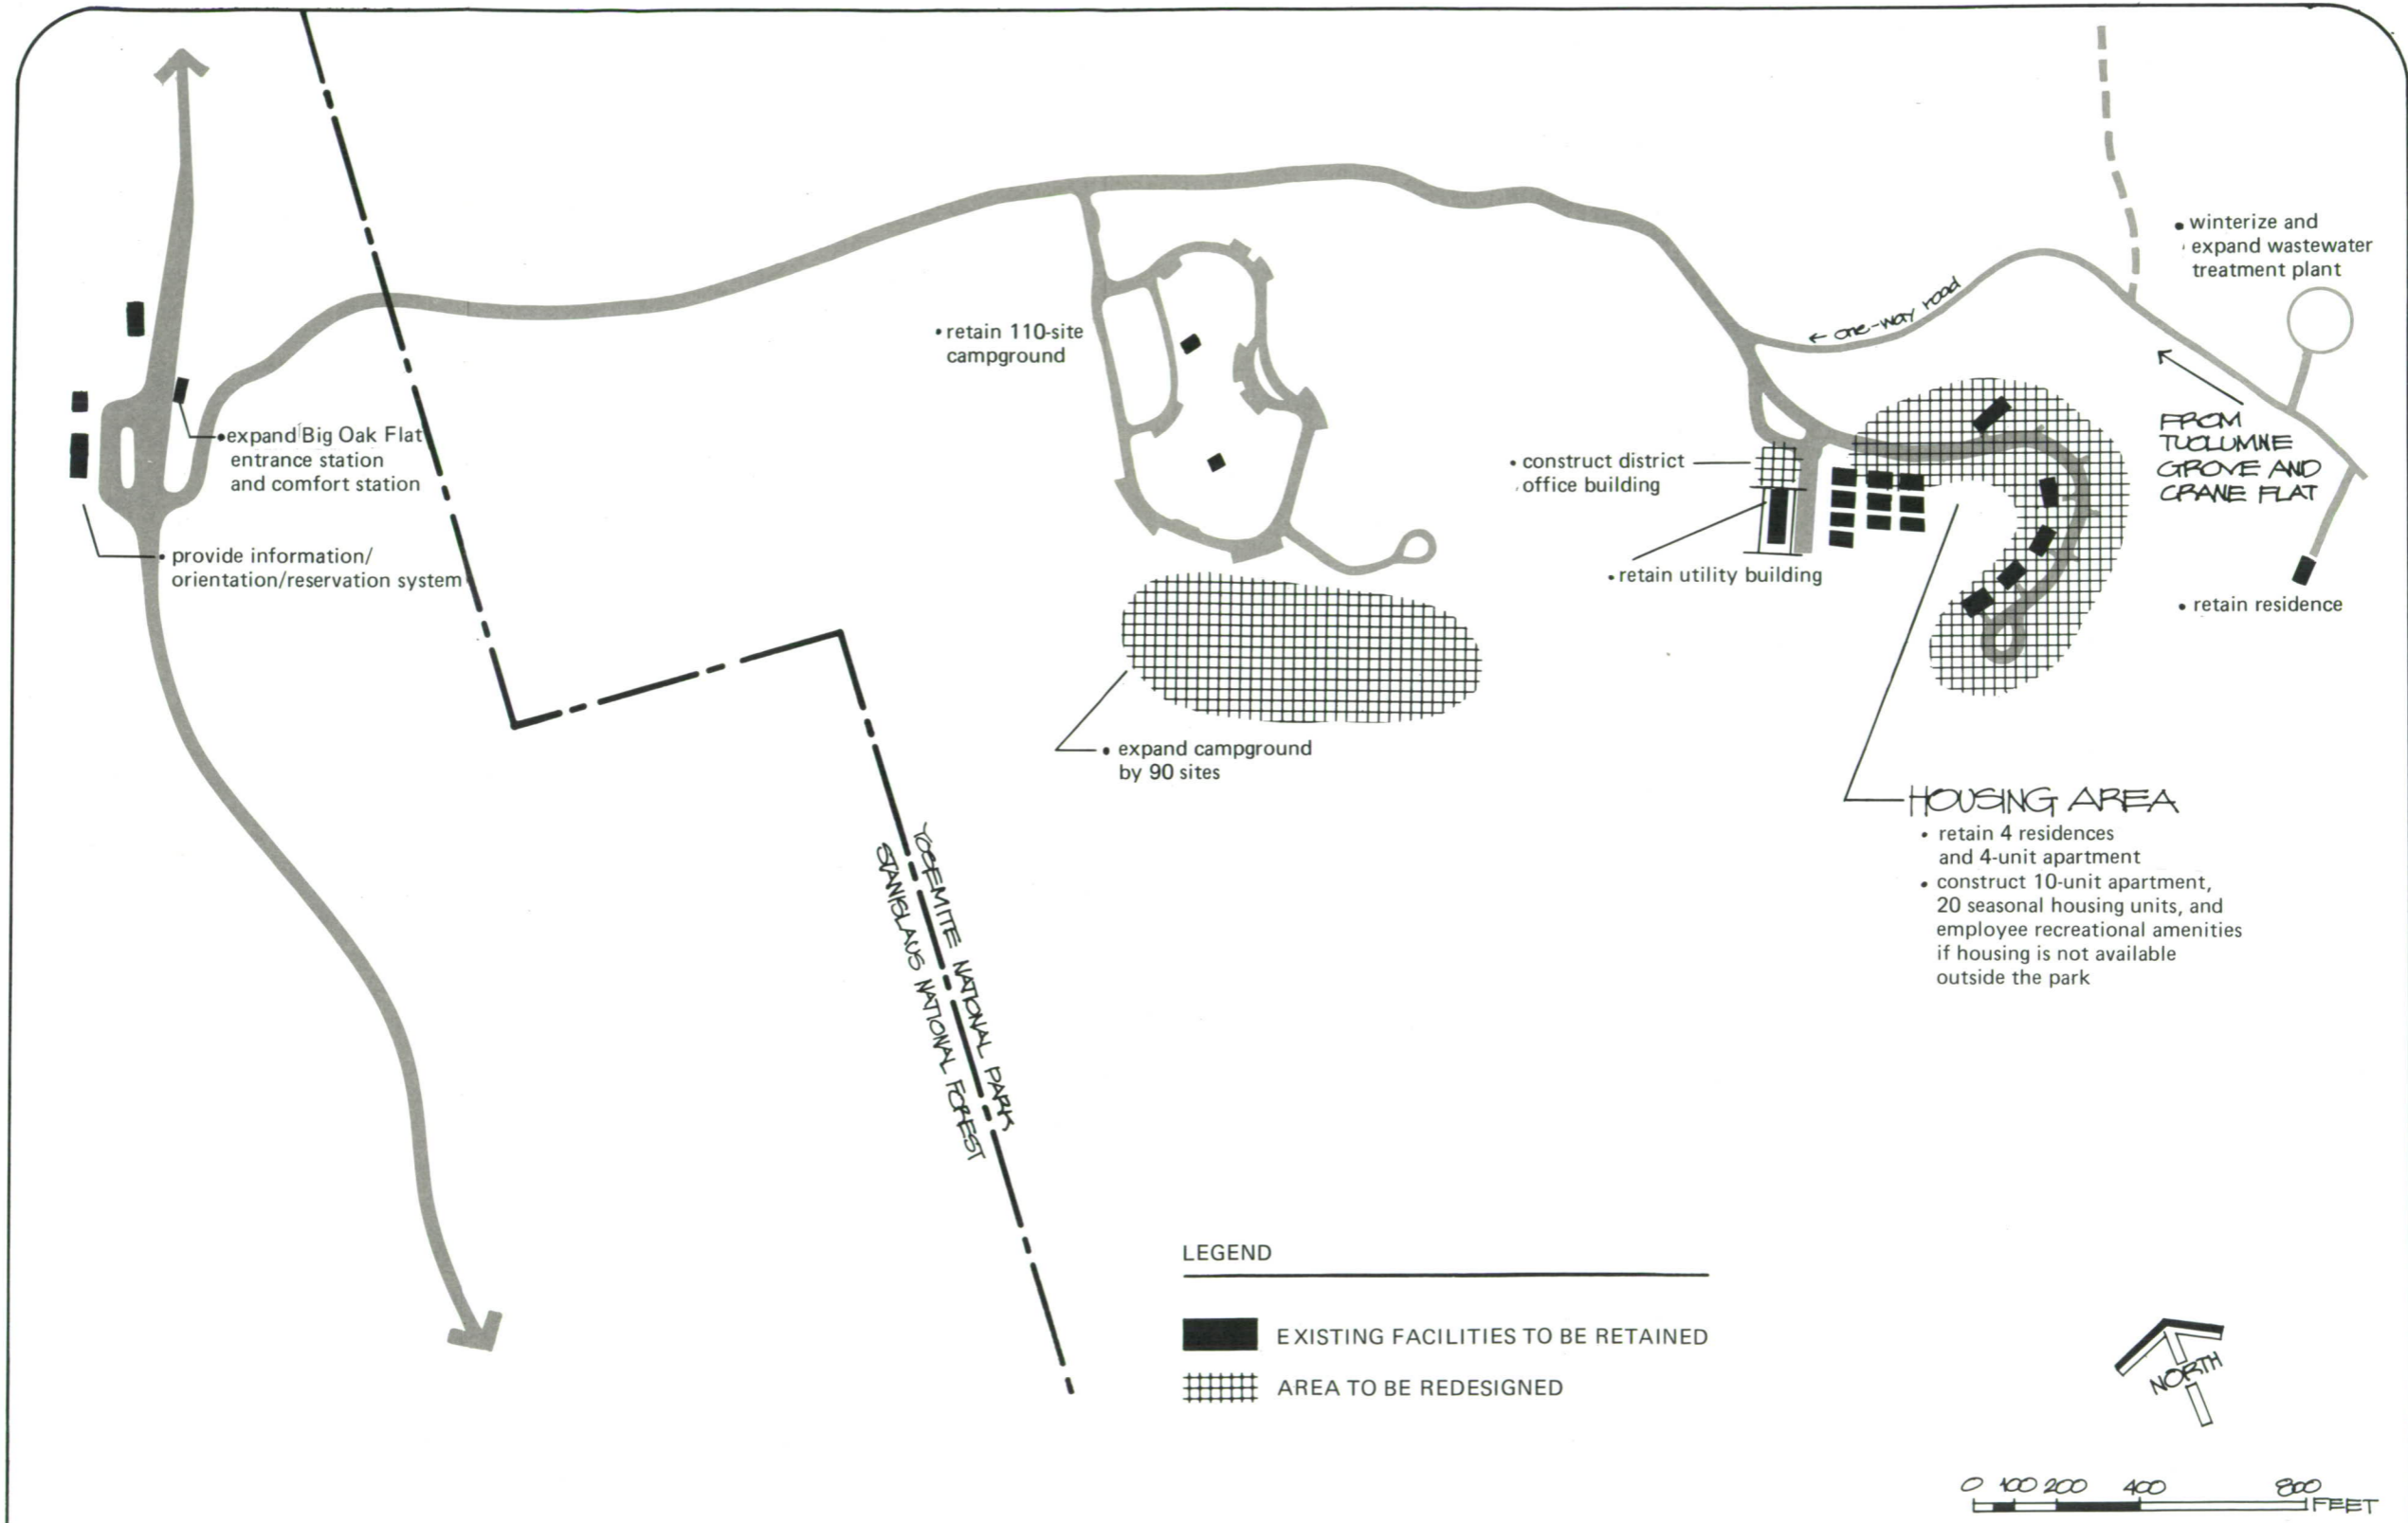 • winterize and
expand wastewater
treatment plant
← one-way road
• retain 110-site
campground
FROM
TUOLUMNE
GROVE AND
CRANE FLAT
• expand Big Oak Flat
entrance station
and comfort station
• construct district
office building
• provide information/
orientation/reservation system
• retain utility building
• retain residence
• expand campground
by 90 sites
HOUSING AREA
• retain 4 residences
and 4-unit apartment
• construct 10-unit apartment,
20 seasonal housing units, and
employee recreational amenities
if housing is not available
outside the park
YOSEMITE NATIONAL PARK
STANISLAUS NATIONAL FOREST
LEGEND
EXISTING FACILITIES TO BE RETAINED
AREA TO BE REDESIGNED
NORTH
0 100 200 400 800
FEET